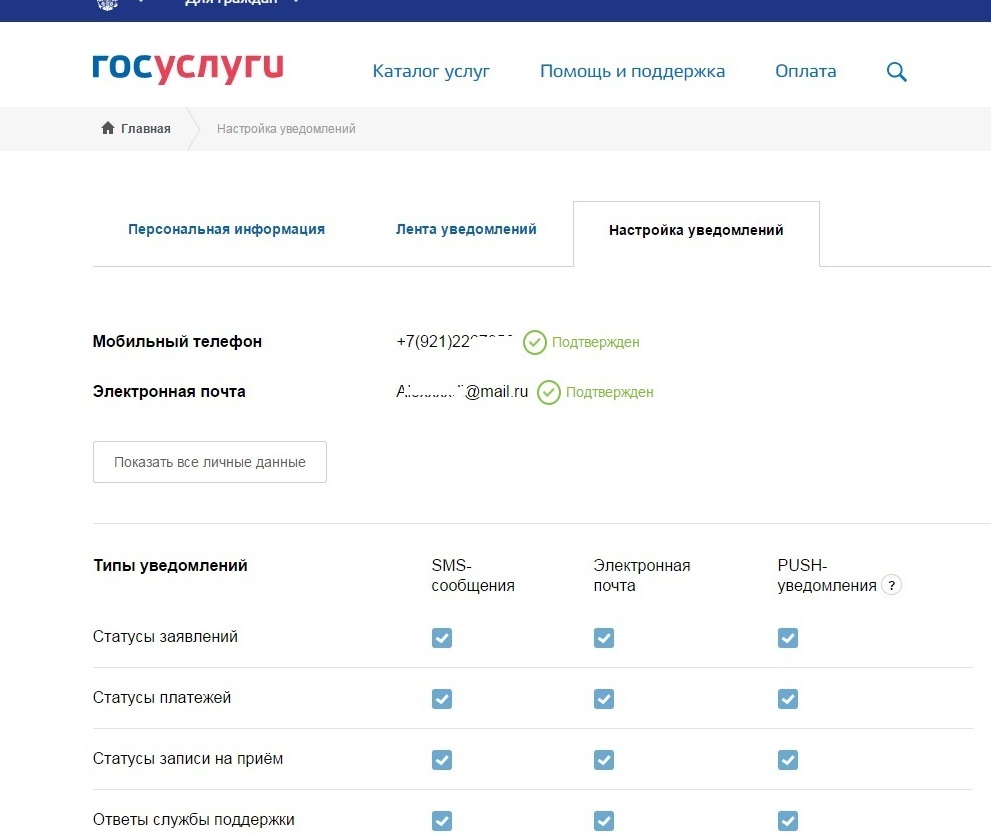 Для граждан
госуслуги
Каталог услуг
Помощь и поддержка
Оплата
Главная
Настройка уведомлений
Персональная информация
Лента уведомлений
Настройка уведомлений
Мобильный телефон
+7(921)22
Подтвержден
Электронная почта
@mail.ru
Подтвержден
Показать все личные данные
Типы уведомлений
SMS-
сообщения
Электронная
почта
PUSH-
уведомления ?
Статусы заявлений
Статусы платежей
Статусы записи на приём
Ответы службы поддержки